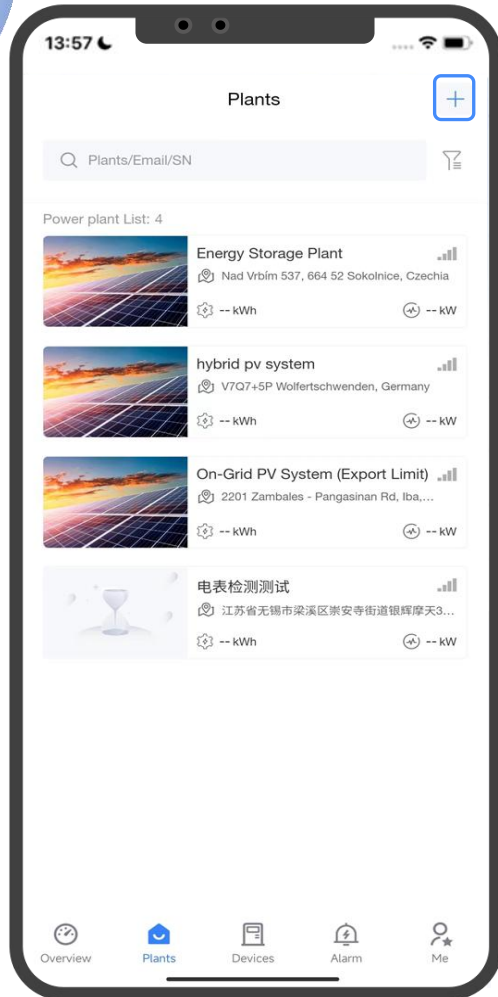 13:57
Plants
Plants/Email/SN
Power plant List: 4
Energy Storage Plant
Nad Vrbím 537, 664 52 Sokolnice, Czechia
-- kWh -- kW
hybrid pv system
V7Q7+5P Wolfertschwenden, Germany
-- kWh -- kW
On-Grid PV System (Export Limit)
2201 Zambales - Pangasinan Rd, Iba,...
-- kWh -- kW
电表检测测试
江苏省无锡市梁溪区崇安寺街道银辉摩天3...
-- kWh -- kW
Overview Plants Devices Alarm Me